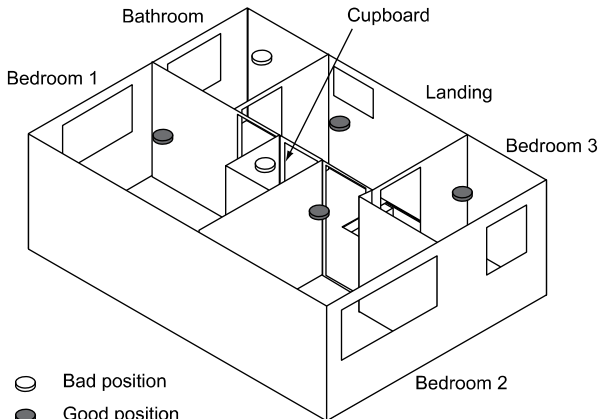 Bathroom
Cupboard
Bedroom 1
Landing
Bedroom 3
Bedroom 2
Bad position
Good position